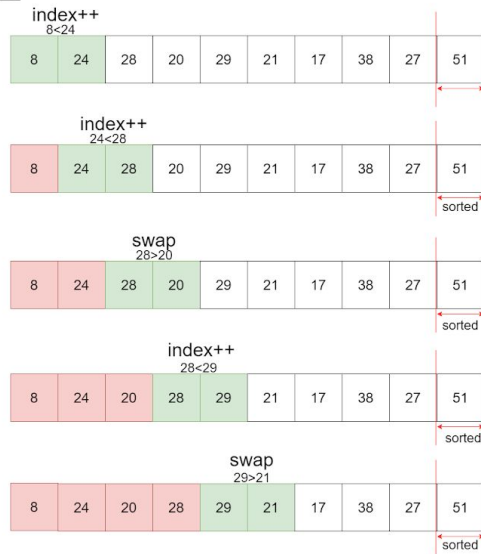 index++
8<24
8 24 28 20 29 21 17 38 27 51
index++
24<28
8 24 28 20 29 21 17 38 27 51
sorted
swap
28>20
8 24 28 20 29 21 17 38 27 51
sorted
index++
28<29
8 24 20 28 29 21 17 38 27 51
sorted
swap
29>21
8 24 20 28 29 21 17 38 27 51
sorted